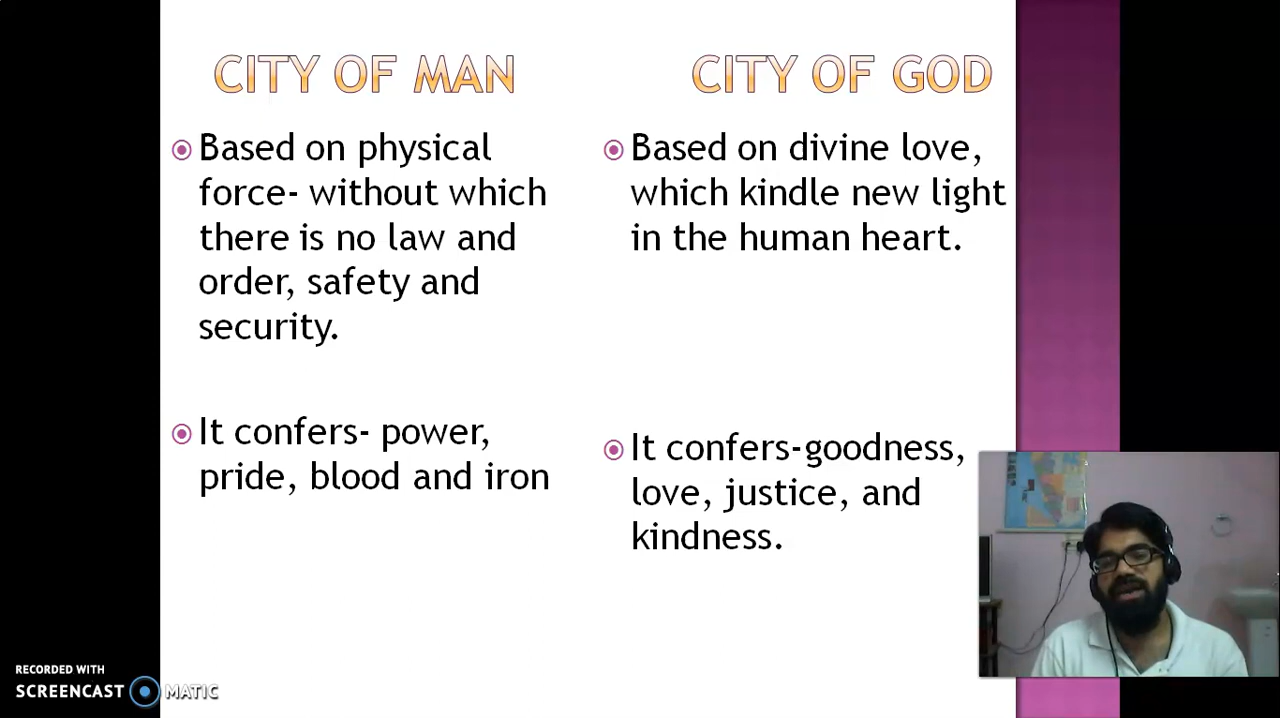 CITY OF MAN
CITY OF GOD
Based on physical
force- without which
there is no law and
order, safety and
security.
It confers- power,
pride, blood and iron
Based on divine love,
which kindle new light
in the human heart.
It confers-goodness,
love, justice, and
kindness.
RECORDED WITH
SCREENCAST MATIC